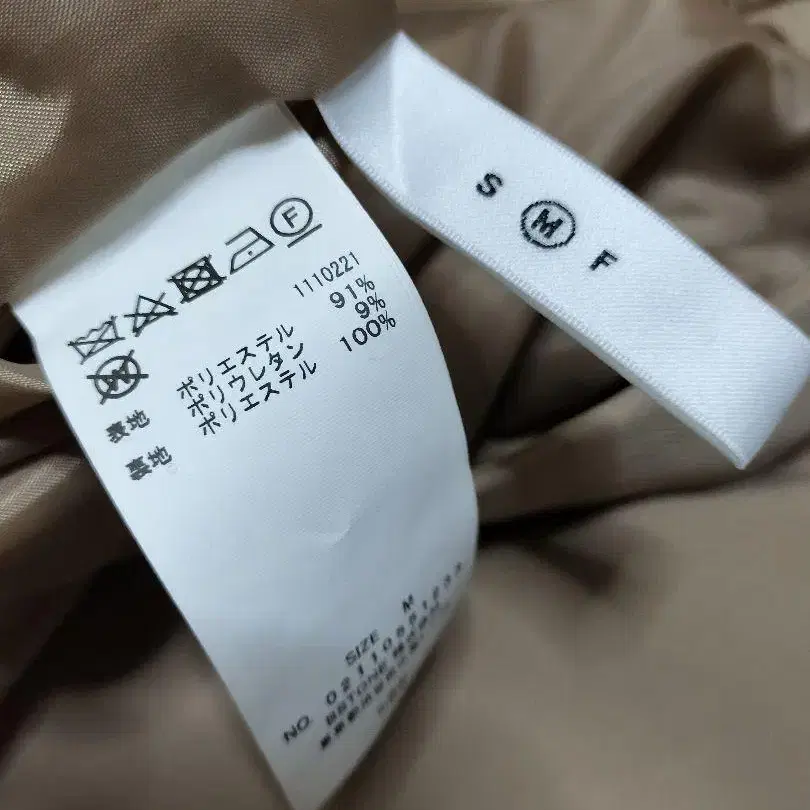 S M F
F
1110221
W
表地 ポリエステル 91%
ポリウレタン 9%
裏地 ポリエステル 100%
SIZE M
NO.